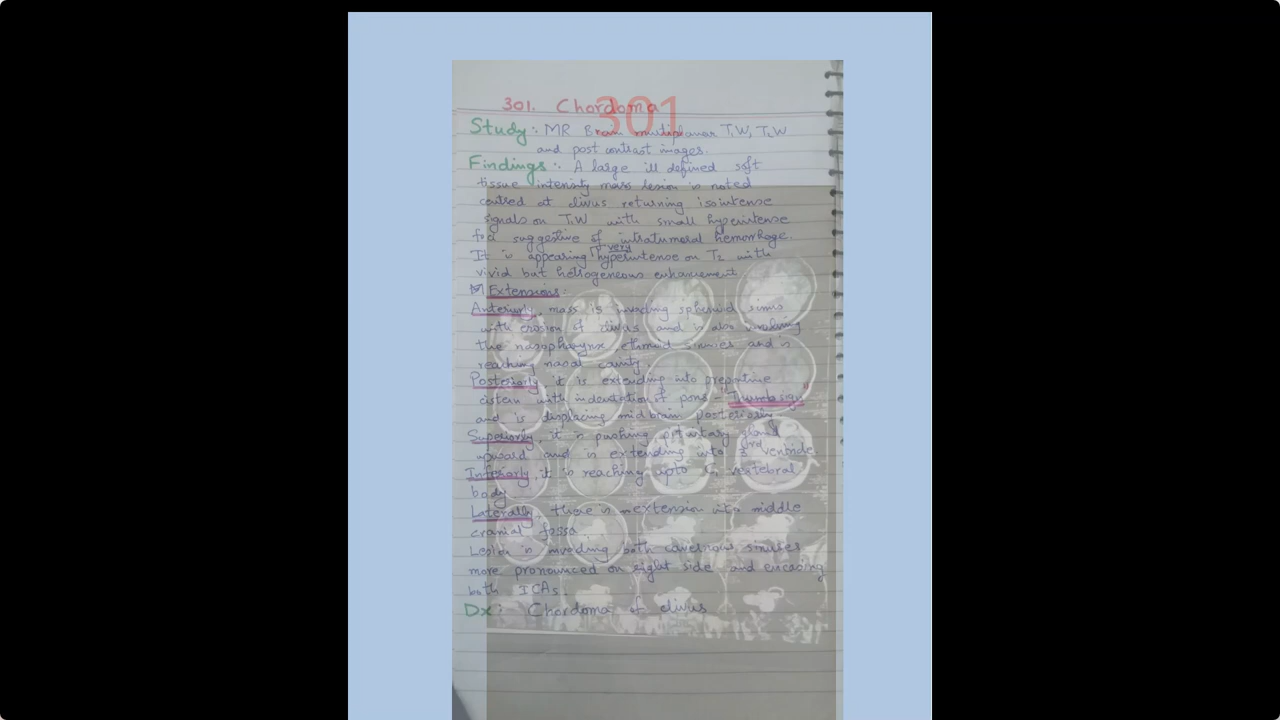 301. Chordoma
301
Study:- MR Brain multiplanar T1W, T2W
and post contrast images.
Findings:- A large ill defined soft
tissue intensity mass lesion is noted
centred at clivus returning isointense
signals on T1W with small hyperintense
foci suggestive of intratumoral hemorrhage.
It is appearing very hyperintense on T2 with
vivid but heterogeneous enhancement
Extensions:-
Anteriorly, mass is invading sphenoid sinus
with erosion of clivus and is also involving
the nasopharynx, ethmoid sinuses and is
reaching nasal cavity.
Posteriorly, it is extending into prepontine
cistern with indentation of pons - "Thumb sign"
and is displacing midbrain posteriorly.
Superiorly, it is pushing pituitary gland
upward and is extending into 3rd ventricle.
Inferiorly, it is reaching upto vertebral
body
Laterally, there is extension into middle
cranial fossa.
Lesion is invading both cavernous sinuses
more pronounced on right side and encasing
both ICAs.
Dx: Chordoma of clivus